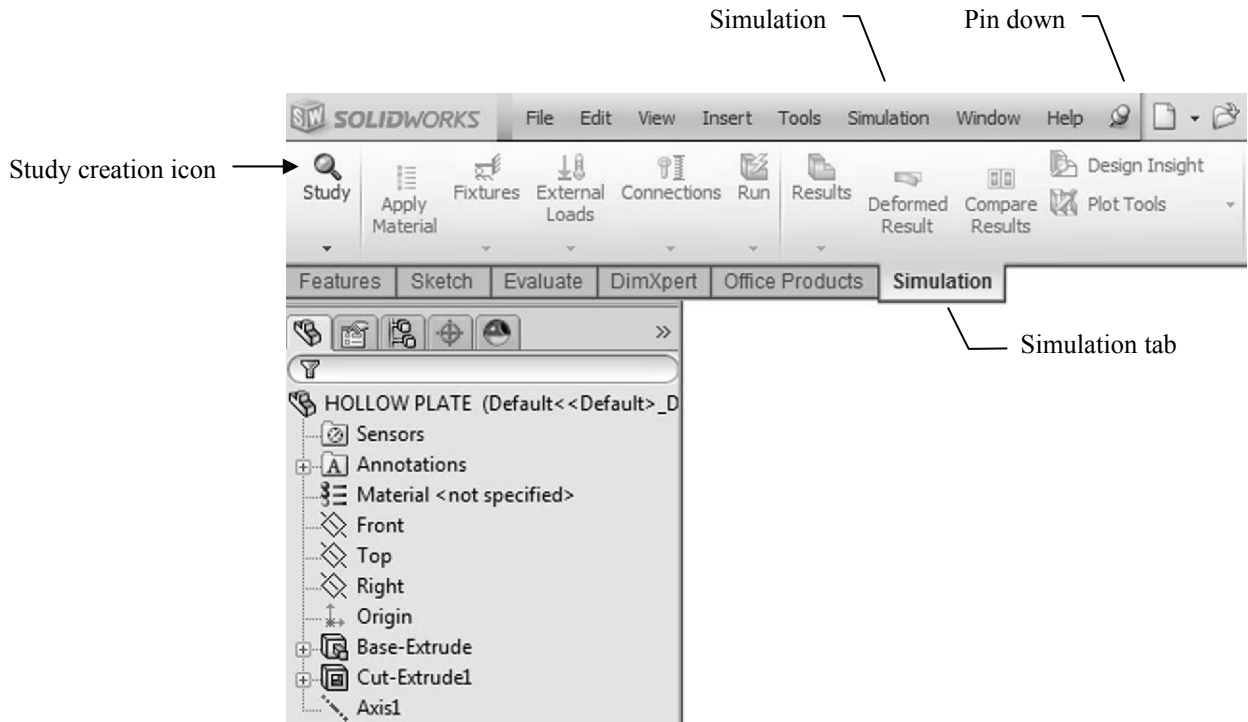 Simulation Pin down
SW SOLIDWORKS File Edit View Insert Tools Simulation Window Help
Study creation icon
Study
Apply Material
Fixtures
External Loads
Connections
Run
Results
Deformed Result
Compare Results
Design Insight
Plot Tools
Features Sketch Evaluate DimXpert Office Products Simulation
Simulation tab
HOLLOW PLATE (Default<<Default>_D
Sensors
A Annotations
Material <not specified>
Front
Top
Right
Origin
Base-Extrude
Cut-Extrude1
Axis1